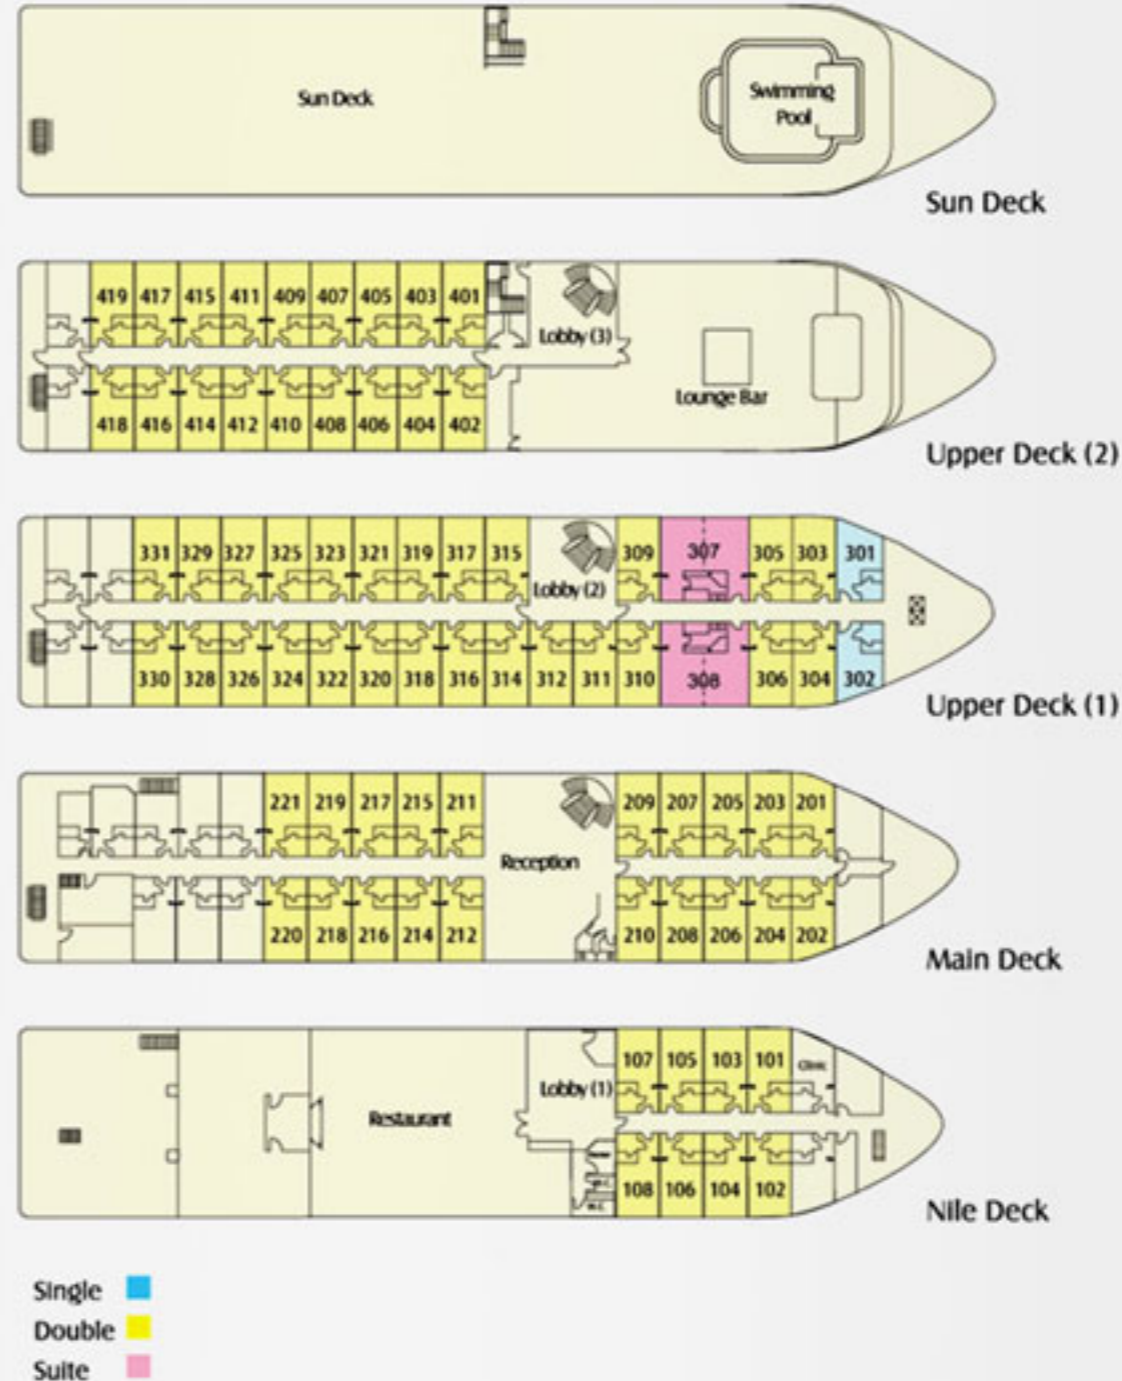 Sun Deck
Swimming
Pool
Sun Deck
419 417 415 411 409 407 405 403 401
Lobby (3)
Lounge Bar
418 416 414 412 410 408 406 404 402
Upper Deck (2)
331 329 327 325 323 321 319 317 315 309 307 305 303 301
Lobby (2)
330 328 326 324 322 320 318 316 314 312 311 310 308 306 304 302
Upper Deck (1)
221 219 217 215 211 209 207 205 203 201
Reception
220 218 216 214 212 210 208 206 204 202
Main Deck
107 105 103 101 Clinic
Lobby (1)
Restaurant
108 106 104 102
W.C
Nile Deck
Single
Double
Suite